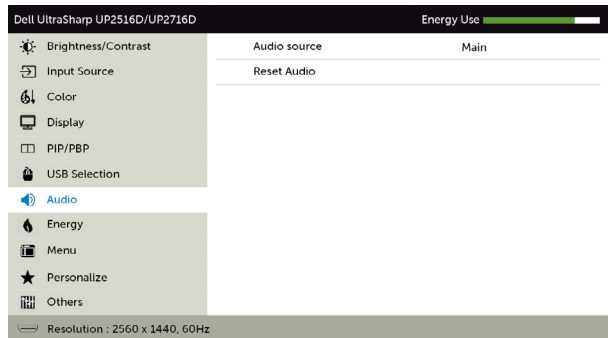 Dell UltraSharp UP2516D/UP2716D Energy Use
Brightness/Contrast Audio source Main
Input Source Reset Audio
Color
Display
PIP/PBP
USB Selection
Audio
Energy
Menu
Personalize
Others
Resolution : 2560 x 1440, 60Hz